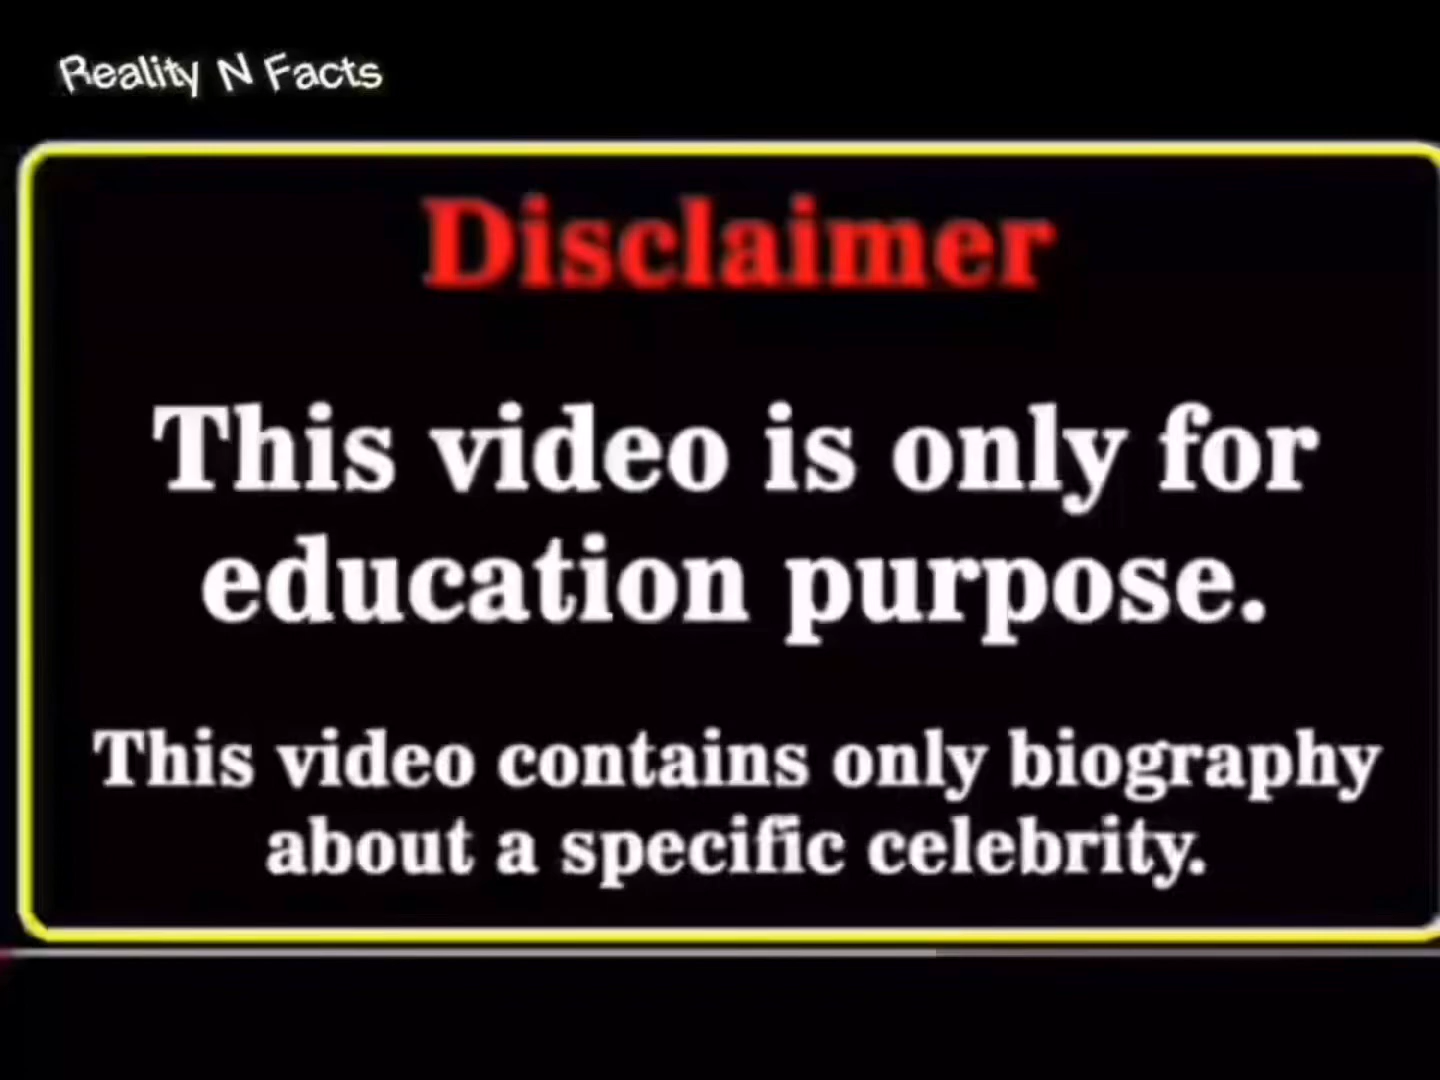 Reality N Facts
Disclaimer
This video is only for
education purpose.
This video contains only biography
about a specific celebrity.